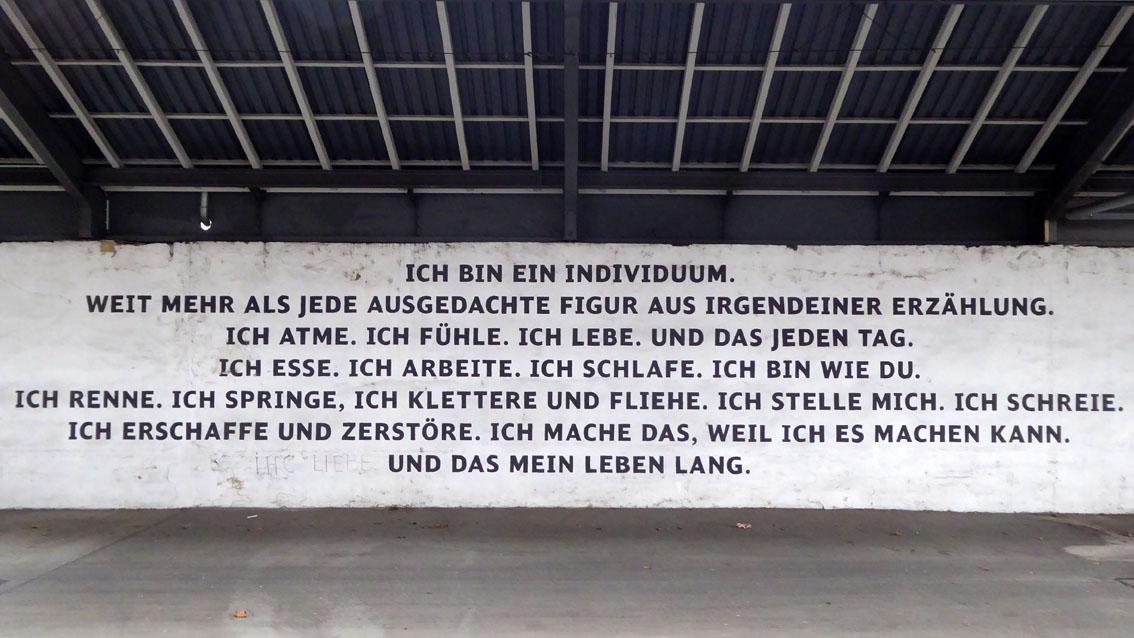 ICH BIN EIN INDIVIDUUM.
WEIT MEHR ALS JEDE AUSGEDACHTE FIGUR AUS IRGENDEINER ERZÄHLUNG.
ICH ATME. ICH FÜHLE. ICH LEBE. UND DAS JEDEN TAG.
ICH ESSE. ICH ARBEITE. ICH SCHLAFE. ICH BIN WIE DU.
ICH RENNE. ICH SPRINGE, ICH KLETTERE UND FLIEHE. ICH STELLE MICH. ICH SCHREIE.
ICH ERSCHAFFE UND ZERSTÖRE. ICH MACHE DAS, WEIL ICH ES MACHEN KANN.
UND DAS MEIN LEBEN LANG.